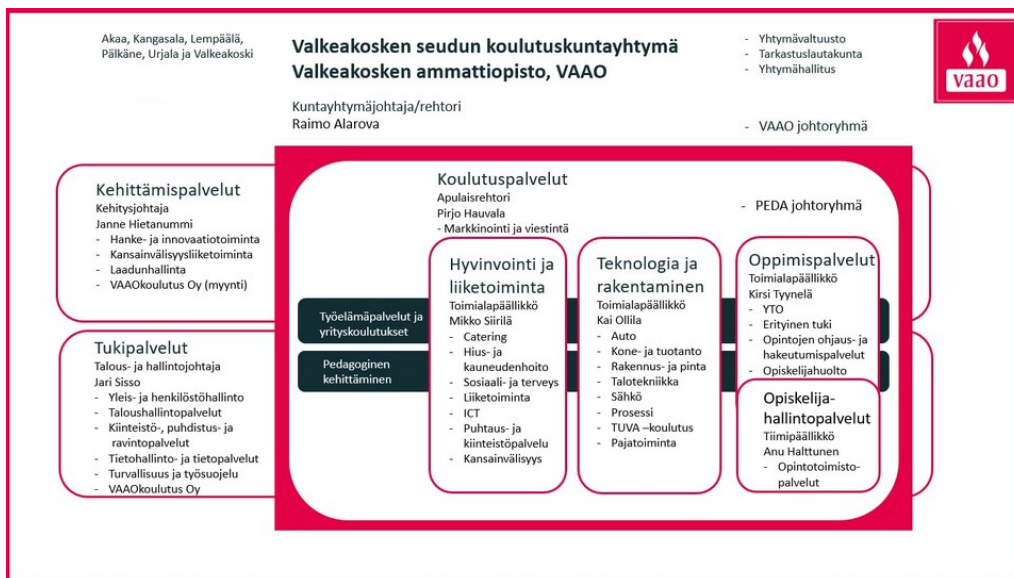 Akaa, Kangasala, Lempäälä,
Pälkäne, Urjala ja Valkeakoski
Valkeakosken seudun koulutuskuntayhtymä
Valkeakosken ammattiopisto, VAAO
- Yhtymävaltuusto
- Tarkastuslautakunta
- Yhtymähallitus
vaao
Kuntayhtymäjohtaja/rehtori
Raimo Alarova
- VAAO johtoryhmä
Kehittämispalvelut
Kehitysjohtaja
Janne Hietanummi
- Hanke- ja innovaatiotoiminta
- Kansainvälisyysliiketoiminta
- Laadunhallinta
- VAAOkoulutus Oy (myynti)
Tukipalvelut
Talous- ja hallintojohtaja
Jari Sisso
- Yleis- ja henkilöstöhallinto
- Taloushallintopalvelut
- Kiinteistö-, puhdistus- ja
ravintopalvelut
- Tietohallinto- ja tietopalvelut
- Turvallisuus ja työsuojelu
- VAAOkoulutus Oy
Koulutuspalvelut
Apulaisrehtori
Pirjo Hauvala
- Markkinointi ja viestintä
- PEDA johtoryhmä
Työelämäpalvelut ja
yrityskoulutukset
Pedagoginen
kehittäminen
Hyvinvointi ja
liiketoiminta
Toimialapäällikkö
Mikko Siirilä
- Catering
- Hius- ja
kauneudenhoito
- Sosiaali- ja terveys
- Liiketoiminta
- ICT
- Puhtaus- ja
kiinteistöpalvelu
- Kansainvälisyys
Teknologia ja
rakentaminen
Toimialapäällikkö
Kai Ollila
- Auto
- Kone- ja tuotanto
- Rakennus- ja pinta
- Talotekniikka
- Sähkö
- Prosessi
- TUVA –koulutus
- Pajatoiminta
Oppimispalvelut
Toimialapäällikkö
Kirsi Tyynelä
- YTO
- Erityinen tuki
- Opintojen ohjaus- ja
hakeutumispalvelut
- Opiskelijahuolto
Opiskelija-
hallintopalvelut
Tiimipäällikkö
Anu Halttunen
- Opintotoimisto-
palvelut